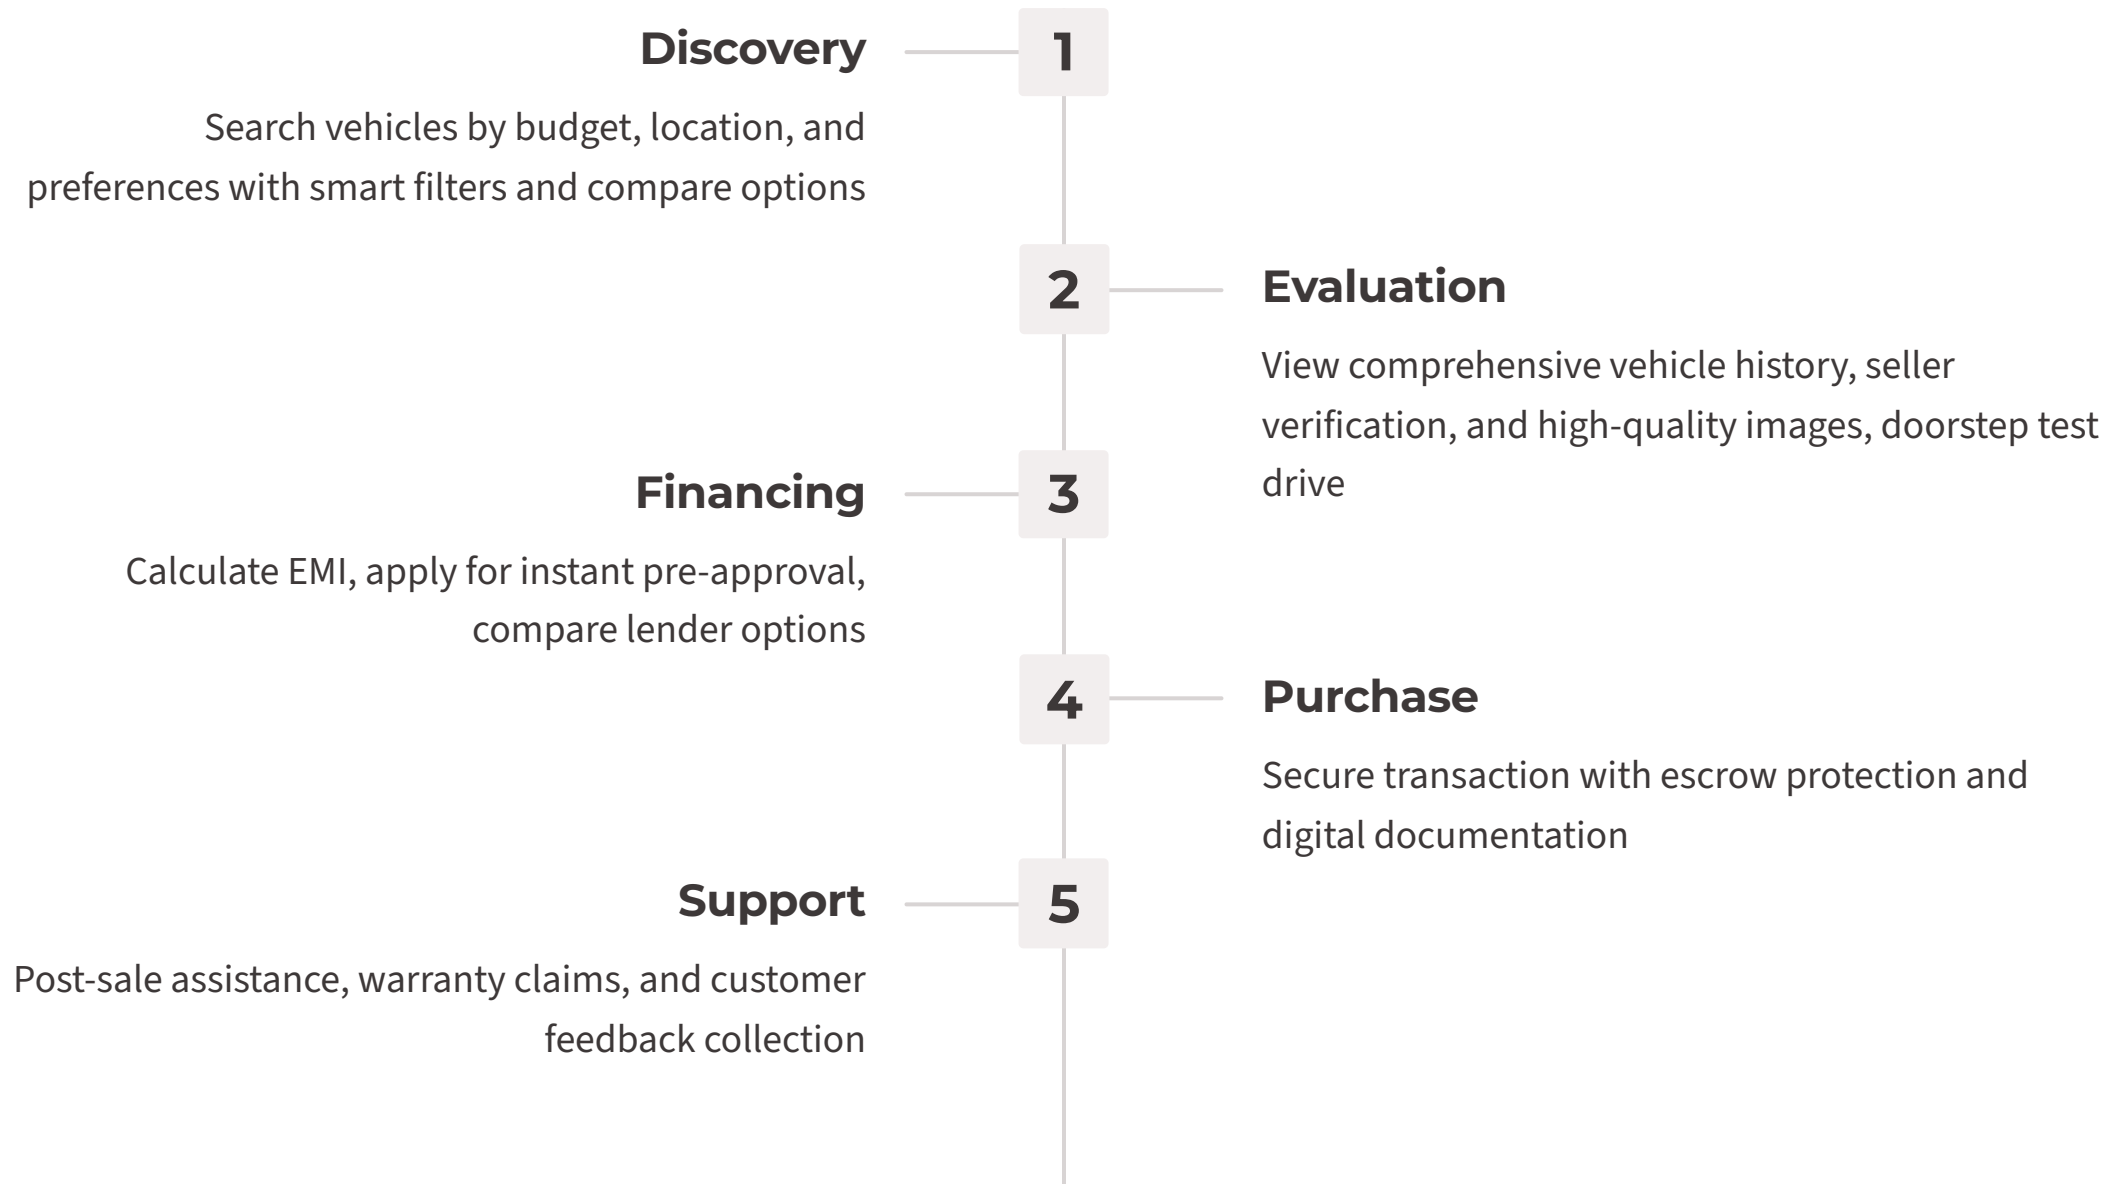 Discovery
1
Search vehicles by budget, location, and
preferences with smart filters and compare options
2
Evaluation
View comprehensive vehicle history, seller
verification, and high-quality images, doorstep test
drive
Financing
3
Calculate EMI, apply for instant pre-approval,
compare lender options
4
Purchase
Secure transaction with escrow protection and
digital documentation
Support
5
Post-sale assistance, warranty claims, and customer
feedback collection